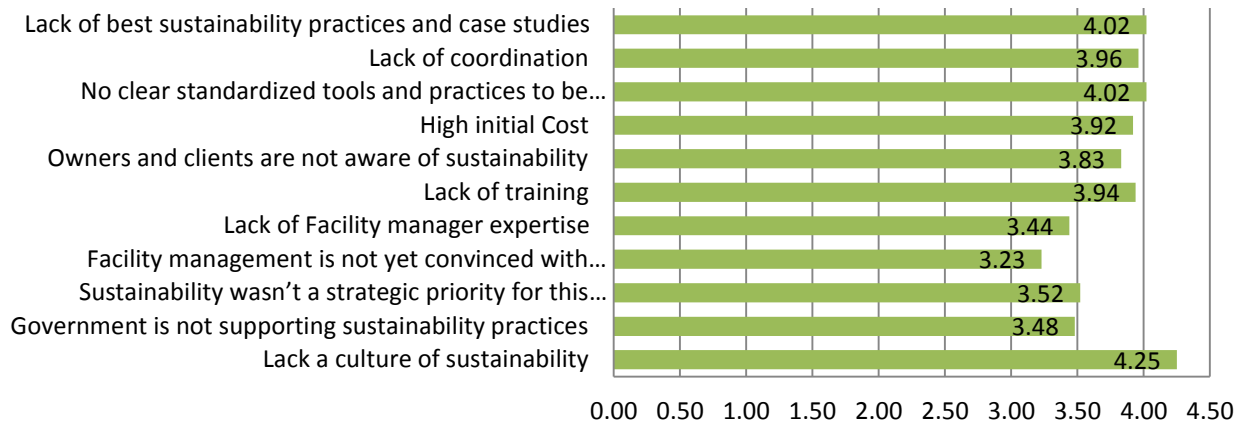 Lack of best sustainability practices and case studies 4.02
Lack of coordination 3.96
No clear standardized tools and practices to be... 4.02
High initial Cost 3.92
Owners and clients are not aware of sustainability 3.83
Lack of training 3.94
Lack of Facility manager expertise 3.44
Facility management is not yet convinced with... 3.23
Sustainability wasn’t a strategic priority for this... 3.52
Government is not supporting sustainability practices 3.48
Lack a culture of sustainability 4.25
0.00 0.50 1.00 1.50 2.00 2.50 3.00 3.50 4.00 4.50